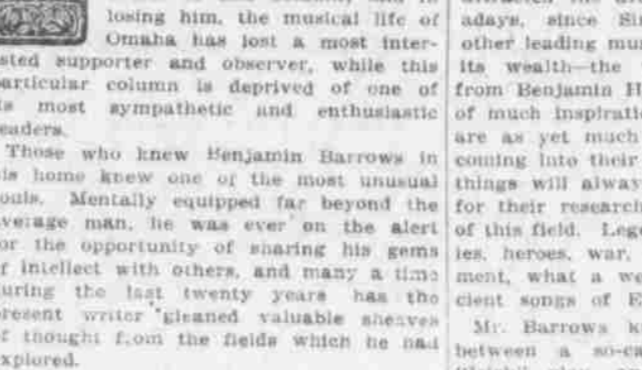 losing him, the musical life of
Omaha has lost a most inter-
sted supporter and observer, while this
articular column is deprived of one of
ts most sympathetic and enthusiastic
eaders.
Those who knew Benjamin Barrows in
is home knew one of the most unusual
ouls. Mentally equipped far beyond the
verage man, he was ever on the alert
or the opportunity of sharing his gems
f intellect with others, and many a time
uring the last twenty years has the
resent writer gleaned valuable sheaves
f thought from the fields which he had
xplored.
adays, since Si
other leading mu
its wealth—the
from Benjamin H
of much inspirati
are as yet much
coming into their
things will alway
for their research
of this field. Lege
ies, heroes, war,
ment, what a we
cient songs of E
Mr. Barrows k
between a so-ca